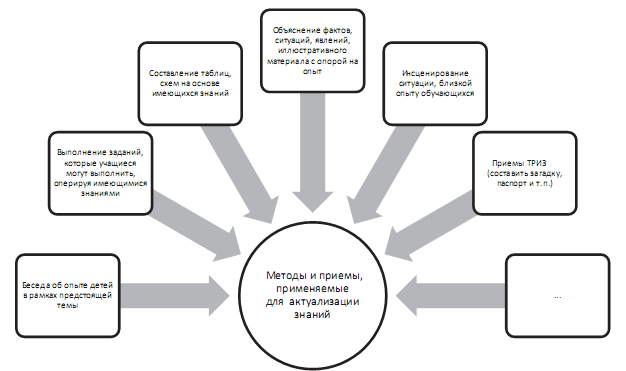 Объяснение фактов,
ситуаций, явлений,
иллюстративного
материала с опорой на
опыт
Составление таблиц,
схем на основе
имеющихся знаний
Инсценирование
ситуации, близкой
опыту обучающихся
Выполнение заданий,
которые учащиеся
могут выполнить,
оперируя имеющимися
знаниями
Приемы ТРИЗ
(составить загадку,
паспорт и т.п.)
Беседа об опыте детей
в рамках предстоящей
темы
Методы и приемы,
применяемые
для актуализации
знаний
...